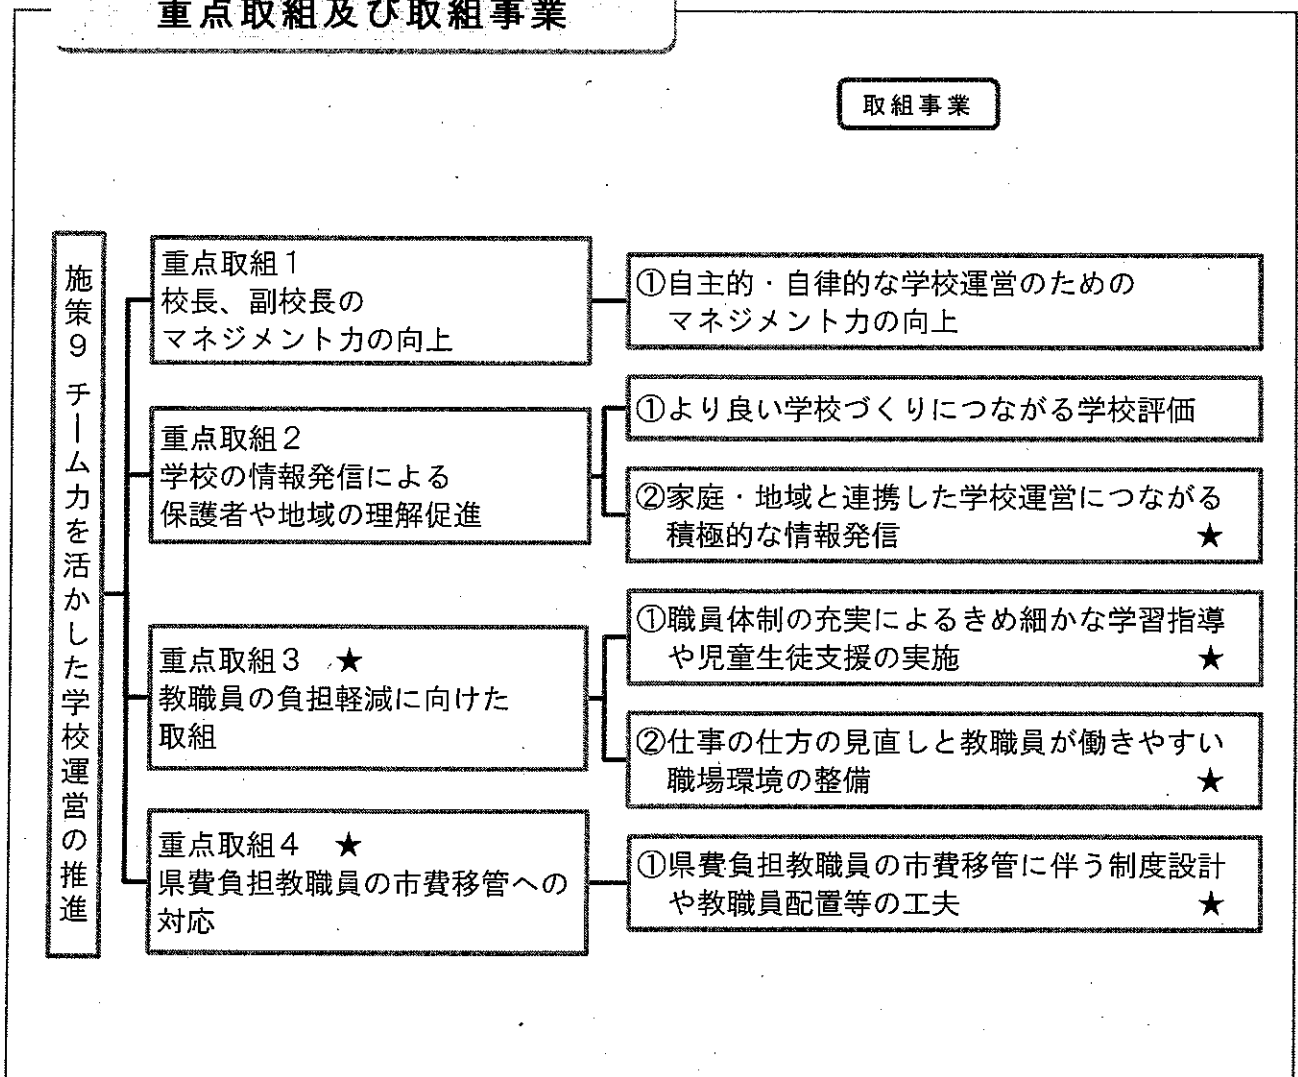 重点取組及び取組事業
取組事業
施策9 チーム力を活かした学校運営の推進
重点取組1
校長、副校長の
マネジメント力の向上
①自主的・自律的な学校運営のための
マネジメント力の向上
重点取組2
学校の情報発信による
保護者や地域の理解促進
①より良い学校づくりにつながる学校評価
②家庭・地域と連携した学校運営につながる
積極的な情報発信 ★
重点取組3 ★
教職員の負担軽減に向けた
取組
①職員体制の充実によるきめ細かな学習指導
や児童生徒支援の実施 ★
②仕事の仕方の見直しと教職員が働きやすい
職場環境の整備 ★
重点取組4 ★
県費負担教職員の市費移管への
対応
①県費負担教職員の市費移管に伴う制度設計
や教職員配置等の工夫 ★